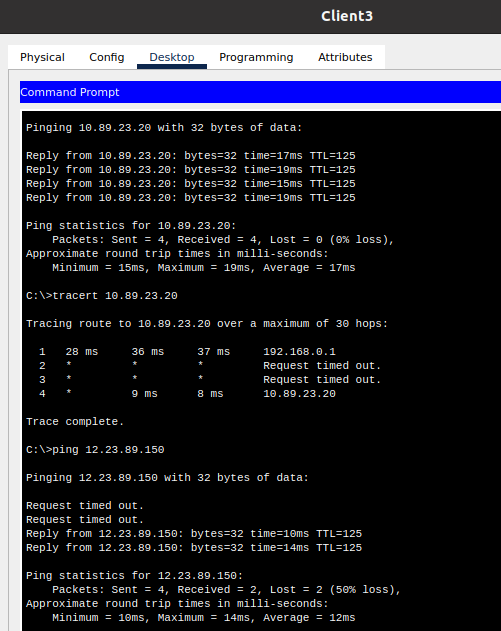 Client3
Physical Config Desktop Programming Attributes
Command Prompt
Pinging 10.89.23.20 with 32 bytes of data:
Reply from 10.89.23.20: bytes=32 time=17ms TTL=125
Reply from 10.89.23.20: bytes=32 time=19ms TTL=125
Reply from 10.89.23.20: bytes=32 time=15ms TTL=125
Reply from 10.89.23.20: bytes=32 time=19ms TTL=125
Ping statistics for 10.89.23.20:
Packets: Sent = 4, Received = 4, Lost = 0 (0% loss),
Approximate round trip times in milli-seconds:
Minimum = 15ms, Maximum = 19ms, Average = 17ms
C:\>tracert 10.89.23.20
Tracing route to 10.89.23.20 over a maximum of 30 hops:
1 28 ms 36 ms 37 ms 192.168.0.1
2 * * * Request timed out.
3 * * * Request timed out.
4 * 9 ms 8 ms 10.89.23.20
Trace complete.
C:\>ping 12.23.89.150
Pinging 12.23.89.150 with 32 bytes of data:
Request timed out.
Request timed out.
Reply from 12.23.89.150: bytes=32 time=10ms TTL=125
Reply from 12.23.89.150: bytes=32 time=14ms TTL=125
Ping statistics for 12.23.89.150:
Packets: Sent = 4, Received = 2, Lost = 2 (50% loss),
Approximate round trip times in milli-seconds:
Minimum = 10ms, Maximum = 14ms, Average = 12ms